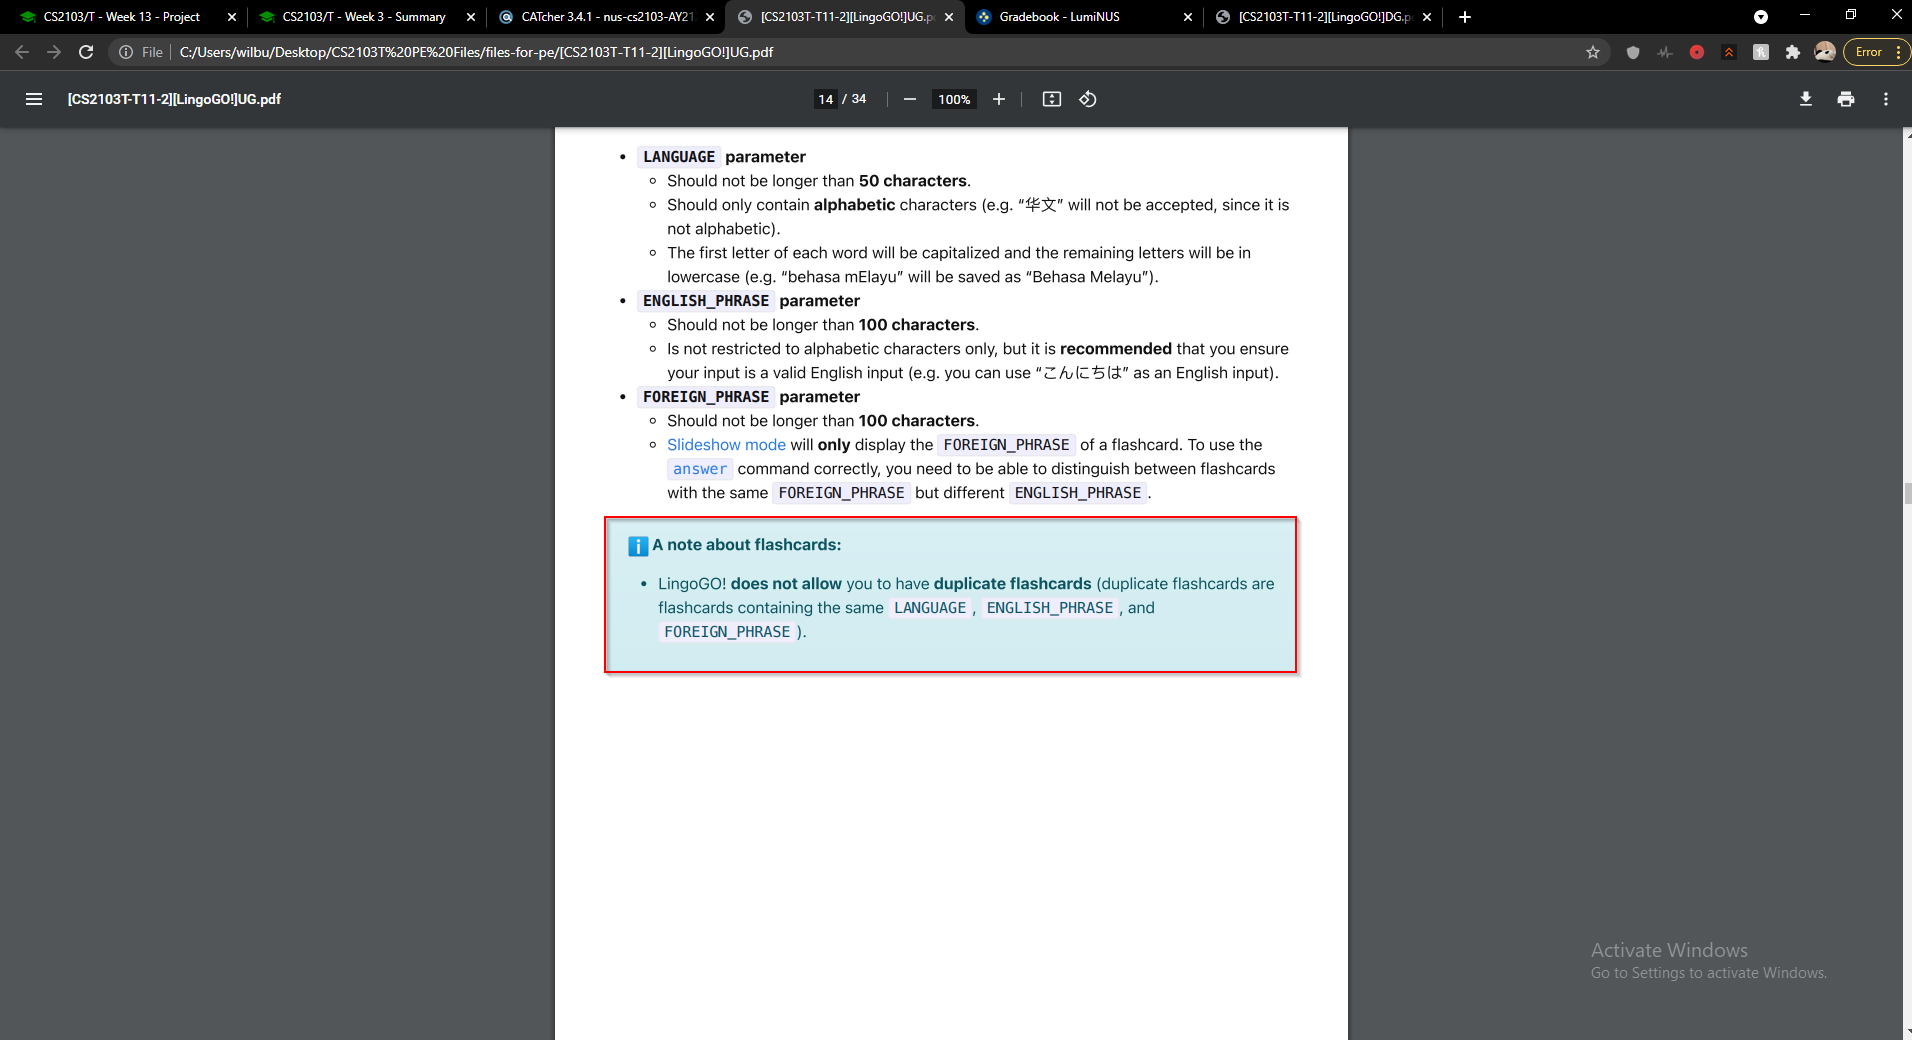 CS2103/T - Week 13 - Project
CS2103/T - Week 3 - Summary
CATcher 3.4.1 - nus-cs2103-AY21
[CS2103T-T11-2][LingoGO!]UG.p
Gradebook - LumiNUS
[CS2103T-T11-2][LingoGO!]DG.p
File
C:/Users/wilbu/Desktop/CS2103T%20PE%20Files/files-for-pe/[CS2103T-T11-2][LingoGO!]UG.pdf
Error
[CS2103T-T11-2][LingoGO!]UG.pdf
14 / 34
100%
• LANGUAGE parameter
Should not be longer than 50 characters.
Should only contain alphabetic characters (e.g. “华文” will not be accepted, since it is
not alphabetic).
The first letter of each word will be capitalized and the remaining letters will be in
lowercase (e.g. “behasa mElayu” will be saved as “Behasa Melayu”).
• ENGLISH_PHRASE parameter
Should not be longer than 100 characters.
Is not restricted to alphabetic characters only, but it is recommended that you ensure
your input is a valid English input (e.g. you can use “こんにちは” as an English input).
• FOREIGN_PHRASE parameter
Should not be longer than 100 characters.
Slideshow mode will only display the FOREIGN_PHRASE of a flashcard. To use the
answer command correctly, you need to be able to distinguish between flashcards
with the same FOREIGN_PHRASE but different ENGLISH_PHRASE.
ℹ A note about flashcards:
• LingoGO! does not allow you to have duplicate flashcards (duplicate flashcards are
flashcards containing the same LANGUAGE, ENGLISH_PHRASE, and
FOREIGN_PHRASE).
Activate Windows
Go to Settings to activate Windows.